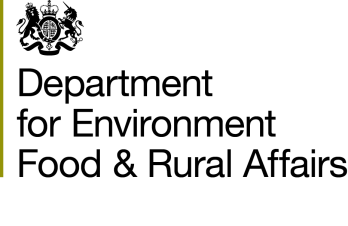 Department
for Environment
Food & Rural Affairs